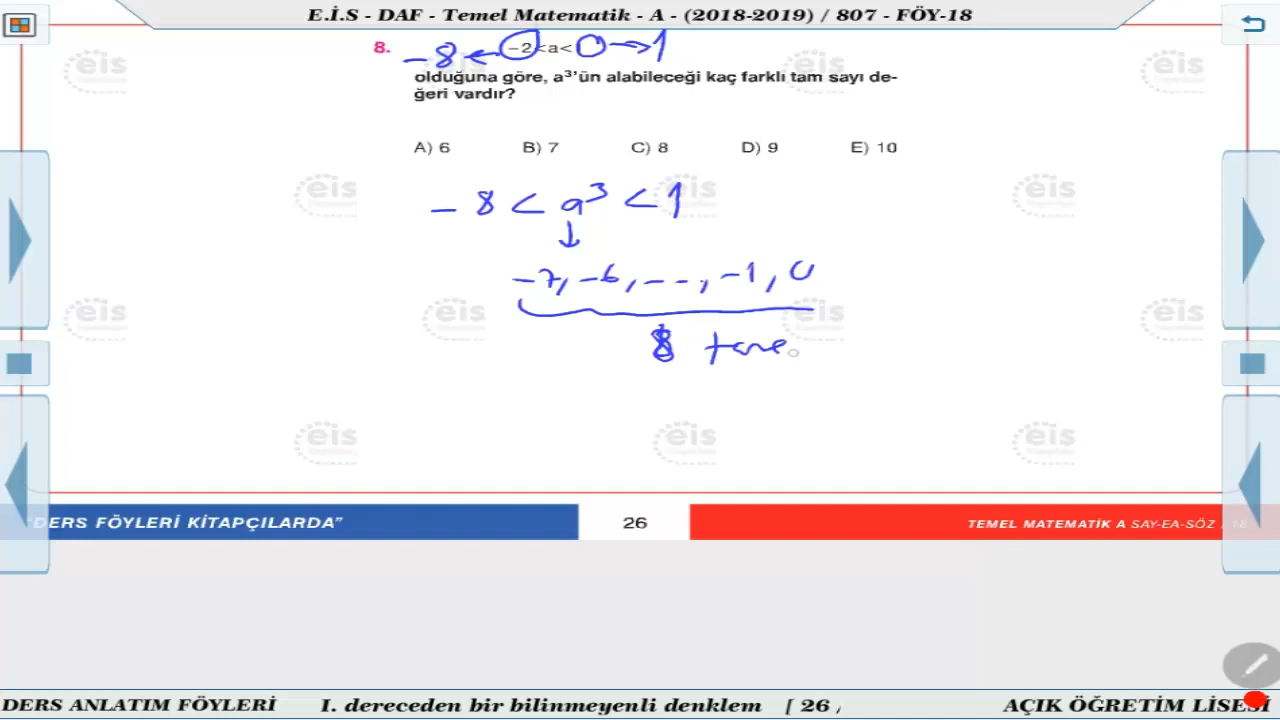 E.İ.S - DAF - Temel Matematik - A - (2018-2019) / 807 - FÖY-18
8. -8 ← -2 <a< 0 → 1
olduğuna göre, a³'ün alabileceği kaç farklı tam sayı de-
ğeri vardır?
A) 6 B) 7 C) 8 D) 9 E) 10
- 8 < a³ < 1
↓
-7, -6, ---, -1, 0
8 tane
eis
"DERS FÖYLERİ KİTAPÇILARDA"
26
TEMEL MATEMATİK A SAY-EA-SÖZ / 18
DERS ANLATIM FÖYLERİ
I. dereceden bir bilinmeyenli denklem [ 26 /
AÇIK ÖĞRETİM LİSESİ